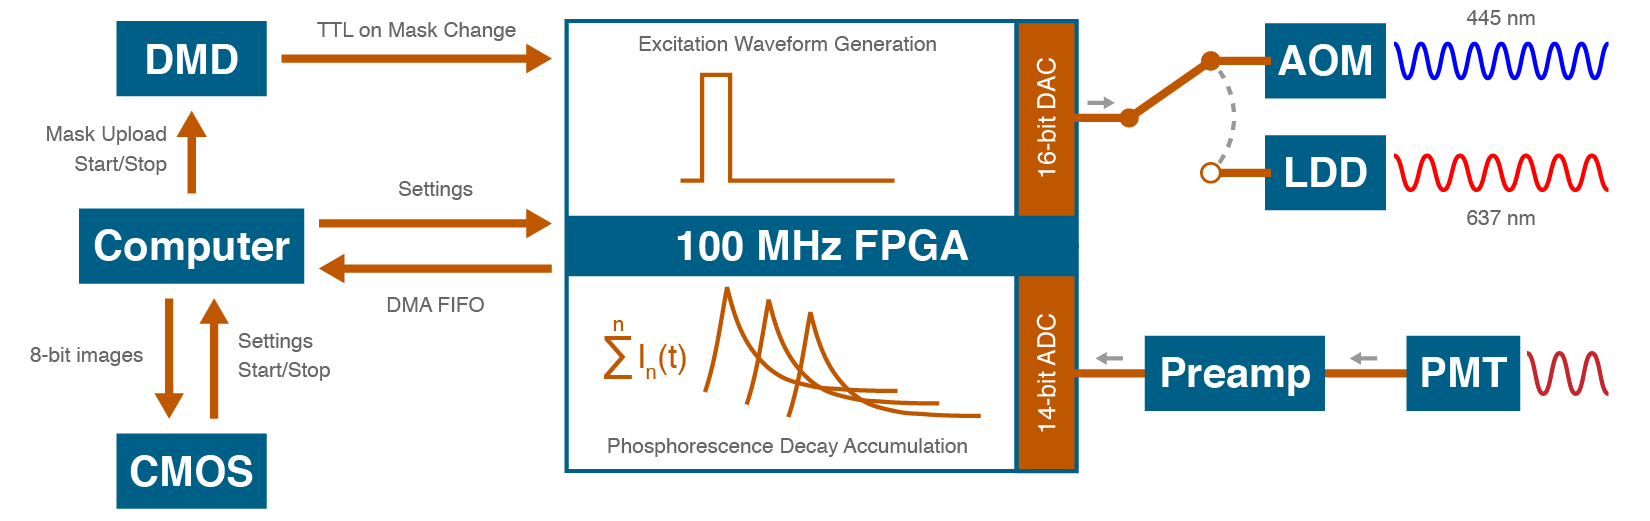 DMD
TTL on Mask Change
Mask Upload
Start/Stop
Computer
Settings
DMA FIFO
8-bit images
Settings
Start/Stop
CMOS
Excitation Waveform Generation
100 MHz FPGA
n
∑ In(t)
Phosphorescence Decay Accumulation
16-bit DAC
14-bit ADC
445 nm
AOM
LDD
637 nm
Preamp
PMT